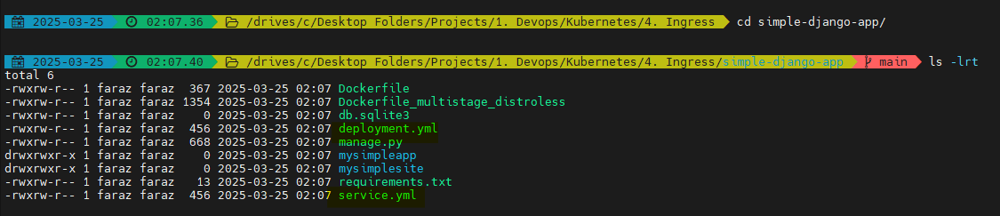 2025-03-25 02:07.36 /drives/c/Desktop Folders/Projects/1. Devops/Kubernetes/4. Ingress cd simple-django-app/
2025-03-25 02:07.40 /drives/c/Desktop Folders/Projects/1. Devops/Kubernetes/4. Ingress/simple-django-app main ls -lrt
total 6
-rwxrw-r-- 1 faraz faraz 367 2025-03-25 02:07 Dockerfile
-rwxrw-r-- 1 faraz faraz 1354 2025-03-25 02:07 Dockerfile_multistage_distroless
-rwxrw-r-- 1 faraz faraz 0 2025-03-25 02:07 db.sqlite3
-rwxrw-r-- 1 faraz faraz 456 2025-03-25 02:07 deployment.yml
-rwxrw-r-- 1 faraz faraz 668 2025-03-25 02:07 manage.py
drwxrwxr-x 1 faraz faraz 0 2025-03-25 02:07 mysimpleapp
drwxrwxr-x 1 faraz faraz 0 2025-03-25 02:07 mysimplesite
-rwxrw-r-- 1 faraz faraz 13 2025-03-25 02:07 requirements.txt
-rwxrw-r-- 1 faraz faraz 456 2025-03-25 02:07 service.yml